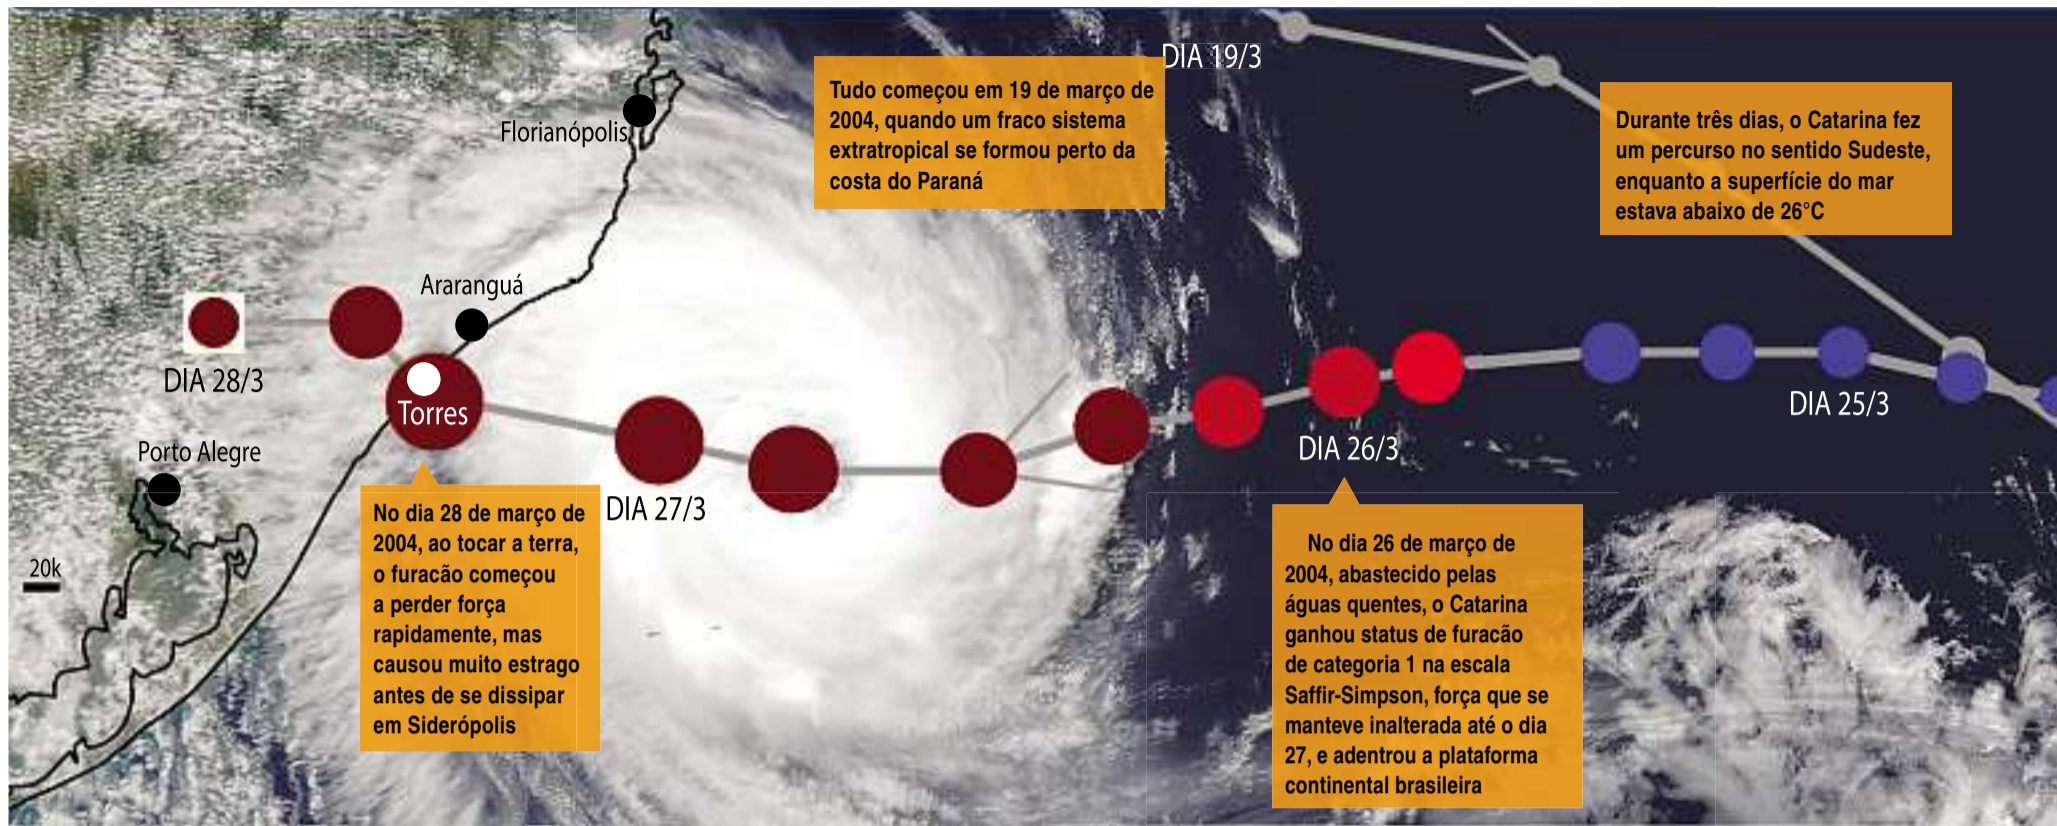 DIA 19/3
Tudo começou em 19 de março de
2004, quando um fraco sistema
extratropical se formou perto da
costa do Paraná
Durante três dias, o Catarina fez
um percurso no sentido Sudeste,
enquanto a superfície do mar
estava abaixo de 26°C
Florianópolis
Araranguá
DIA 28/3
Torres
Porto Alegre
DIA 25/3
DIA 26/3
DIA 27/3
20k
No dia 28 de março de
2004, ao tocar a terra,
o furacão começou
a perder força
rapidamente, mas
causou muito estrago
antes de se dissipar
em Siderópolis
No dia 26 de março de
2004, abastecido pelas
águas quentes, o Catarina
ganhou status de furacão
de categoria 1 na escala
Saffir-Simpson, força que se
manteve inalterada até o dia
27, e adentrou a plataforma
continental brasileira